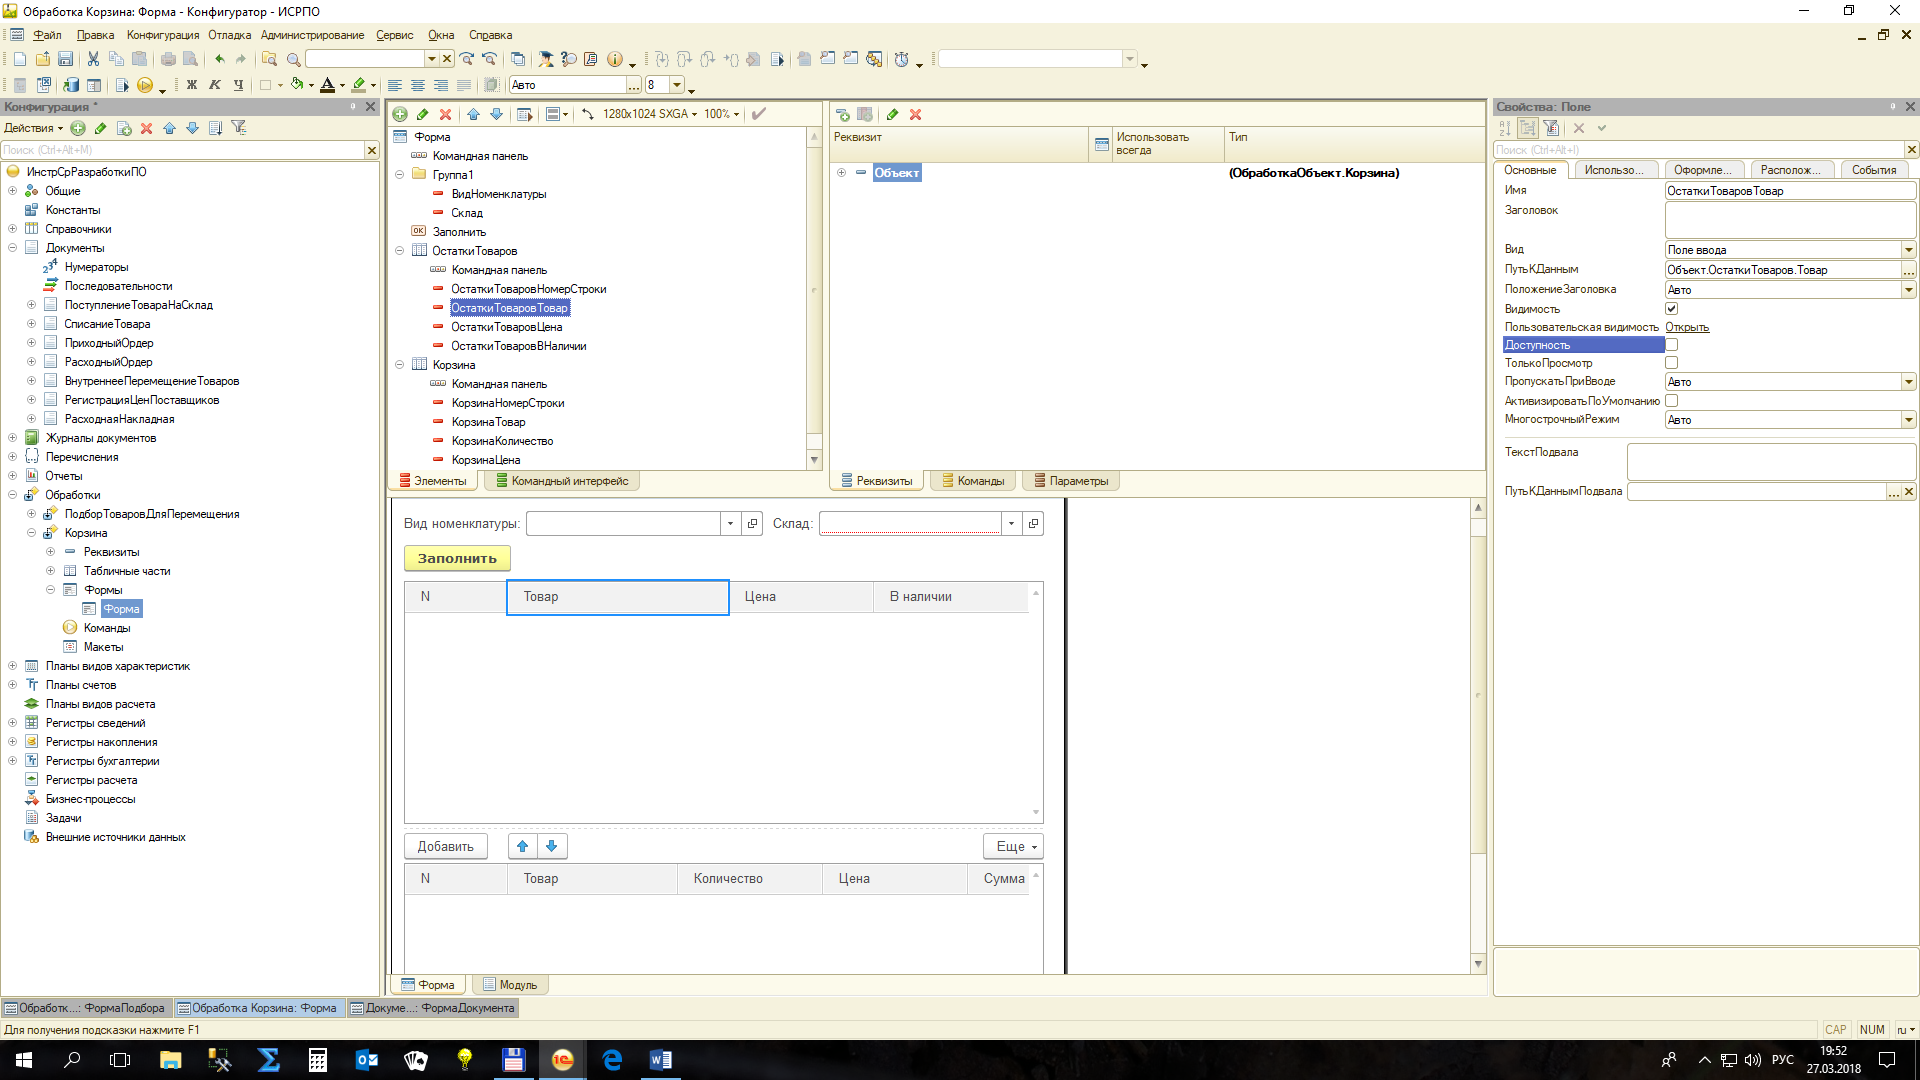 Обработка Корзина: Форма - Конфигуратор - ИСРПО
Файл Правка Конфигурация Отладка Администрирование Сервис Окна Справка
Ж К Ч Авто ... 8
Конфигурация *
Действия
Поиск (Ctrl+Alt+M)
ИнстрСрРазработкиПО
Общие
Константы
Справочники
Документы
Нумераторы
Последовательности
ПоступлениеТовараНаСклад
СписаниеТовара
ПриходныйОрдер
РасходныйОрдер
ВнутреннееПеремещениеТоваров
РегистрацияЦенПоставщиков
РасходнаяНакладная
Журналы документов
Перечисления
Отчеты
Обработки
ПодборТоваровДляПеремещения
Корзина
Реквизиты
Табличные части
Формы
Форма
Команды
Макеты
Планы видов характеристик
Планы счетов
Планы видов расчета
Регистры сведений
Регистры накопления
Регистры бухгалтерии
Регистры расчета
Бизнес-процессы
Задачи
Внешние источники данных
1280x1024 SXGA 100%
Форма
Командная панель
Группа1
ВидНоменклатуры
Склад
OK Заполнить
ОстаткиТоваров
Командная панель
ОстаткиТоваровНомерСтроки
ОстаткиТоваровТовар
ОстаткиТоваровЦена
ОстаткиТоваровВНаличии
Корзина
Командная панель
КорзинаНомерСтроки
КорзинаТовар
КорзинаКоличество
КорзинаЦена
Элементы Командный интерфейс
Реквизит Использовать всегда Тип
Объект (ОбработкаОбъект.Корзина)
Реквизиты Команды Параметры
Вид номенклатуры: Склад:
Заполнить
N Товар Цена В наличии
Добавить Еще
N Товар Количество Цена Сумма
Форма Модуль
Свойства: Поле
Поиск (Ctrl+Alt+I)
Основные Использо... Оформле... Располож... События
Имя ОстаткиТоваровТовар
Заголовок
Вид Поле ввода
ПутьКДанным Объект.ОстаткиТоваров.Товар ...
ПоложениеЗаголовка Авто
Видимость
Пользовательская видимость Открыть
Доступность
ТолькоПросмотр
ПропускатьПриВводе Авто
АктивизироватьПоУмолчанию
МногострочныйРежим Авто
ТекстПодвала
ПутьКДаннымПодвала ...
Обработк...: ФормаПодбора Обработка Корзина: Форма Докуме...: ФормаДокумента
Для получения подсказки нажмите F1
CAP NUM ru
РУС 19:52
27.03.2018